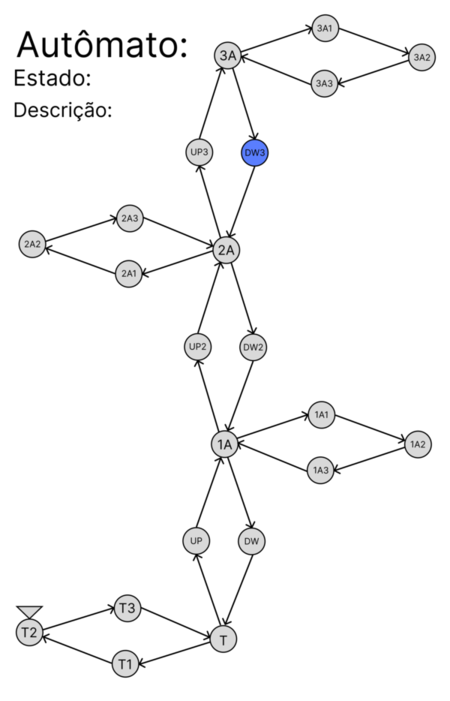 Autômato:
Estado:
Descrição:
3A1
3A
3A2
3A3
UP3
DW3
2A3
2A2
2A
2A1
UP2
DW2
1A1
1A
1A2
1A3
UP
DW
T3
T2
T
T1